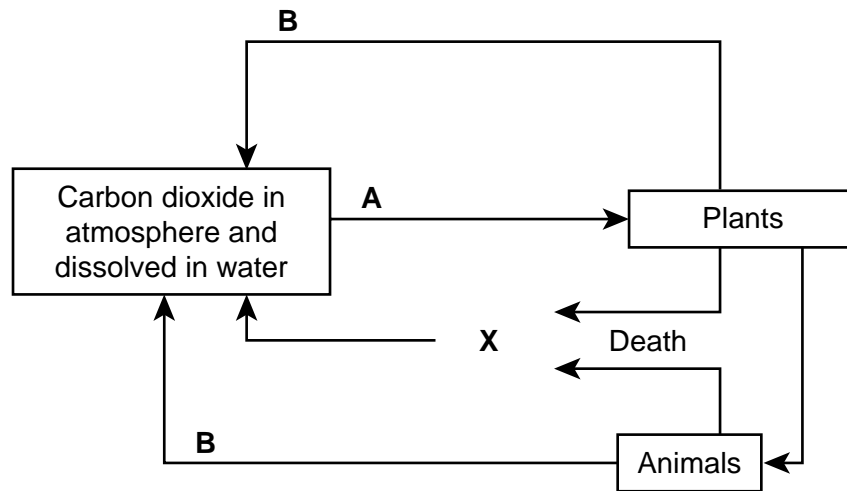 B
Carbon dioxide in
atmosphere and
dissolved in water
A
Plants
X
Death
B
Animals